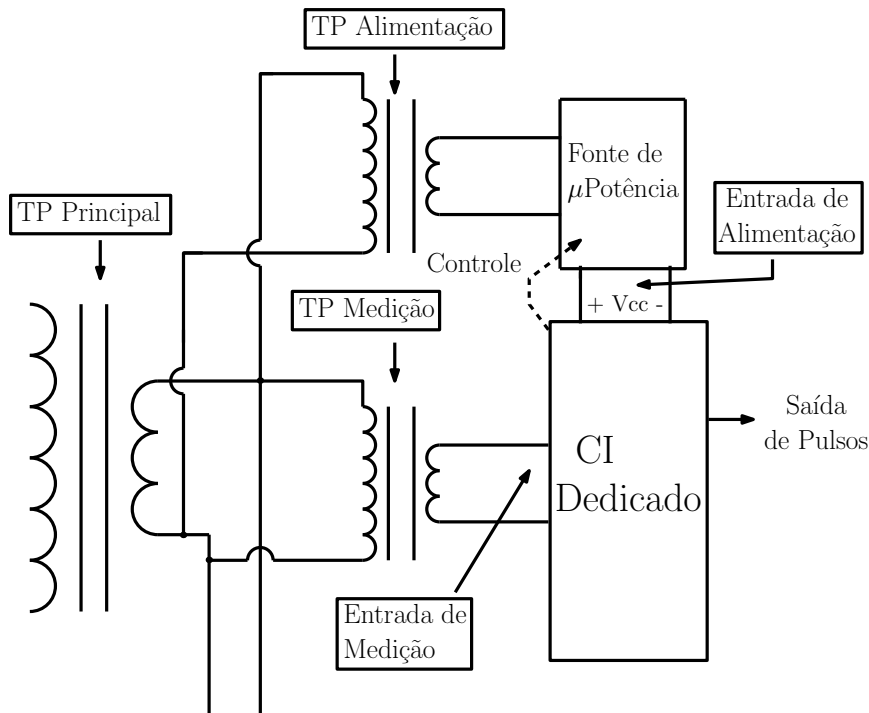 TP Alimentação
Fonte de
µPotência
TP Principal
Entrada de
Alimentação
Controle
TP Medição
+ Vcc -
Saída
de Pulsos
CI
Dedicado
Entrada de
Medição